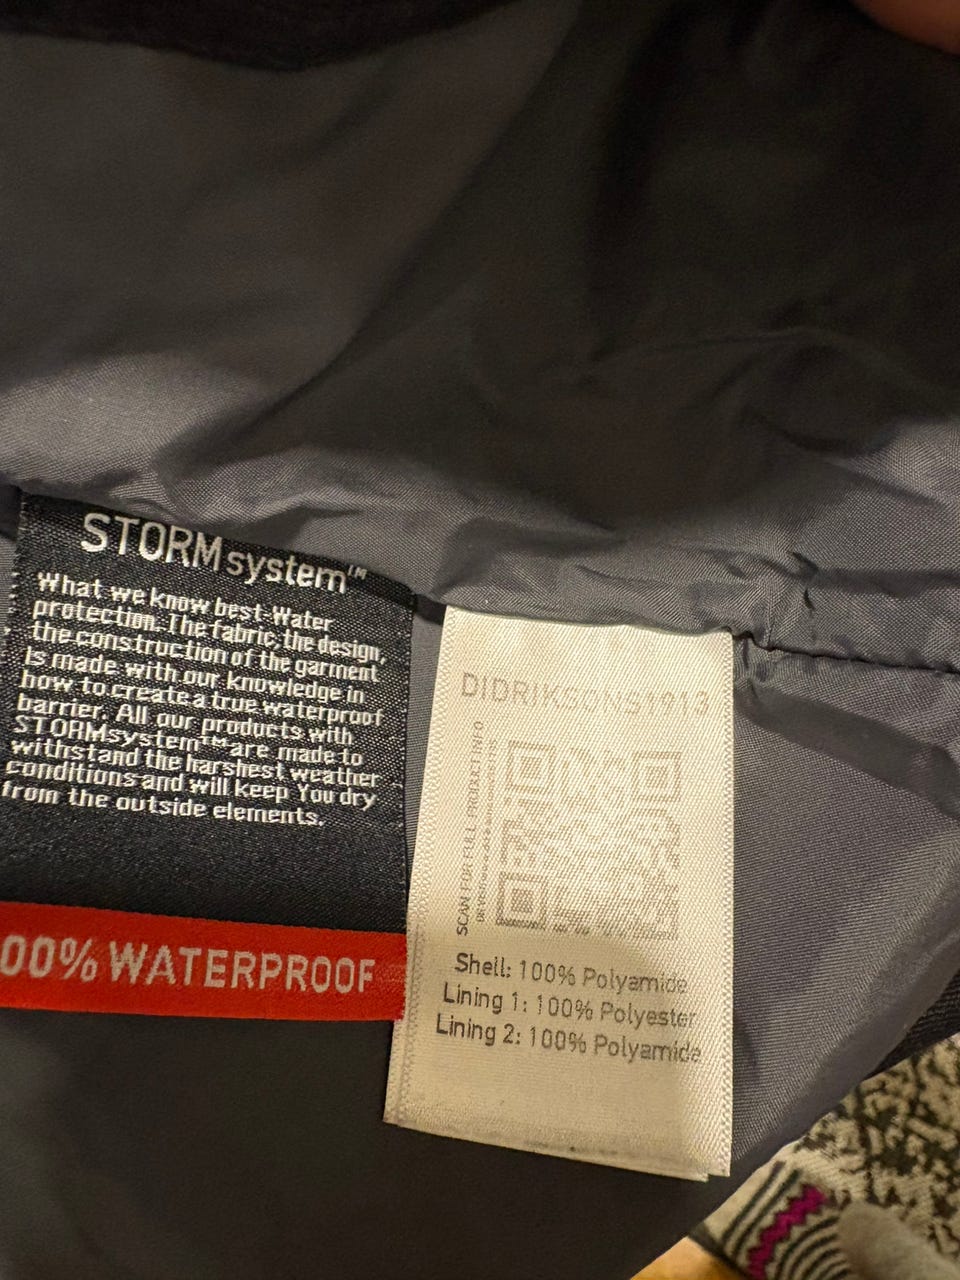 STORMsystem™
What we know best-Water
protection. The fabric, the design,
the construction of the garment
is made with our knowledge in
how to create a true waterproof
barrier. All our products with
STORMsystem™ are made to
withstand the harshest weather
conditions and will keep You dry
from the outside elements.
00% WATERPROOF
DIDRIKSONS1913
SCAN FOR FULL PRODUCT INFO
Shell: 100% Polyamide
Lining 1: 100% Polyester
Lining 2: 100% Polyamide